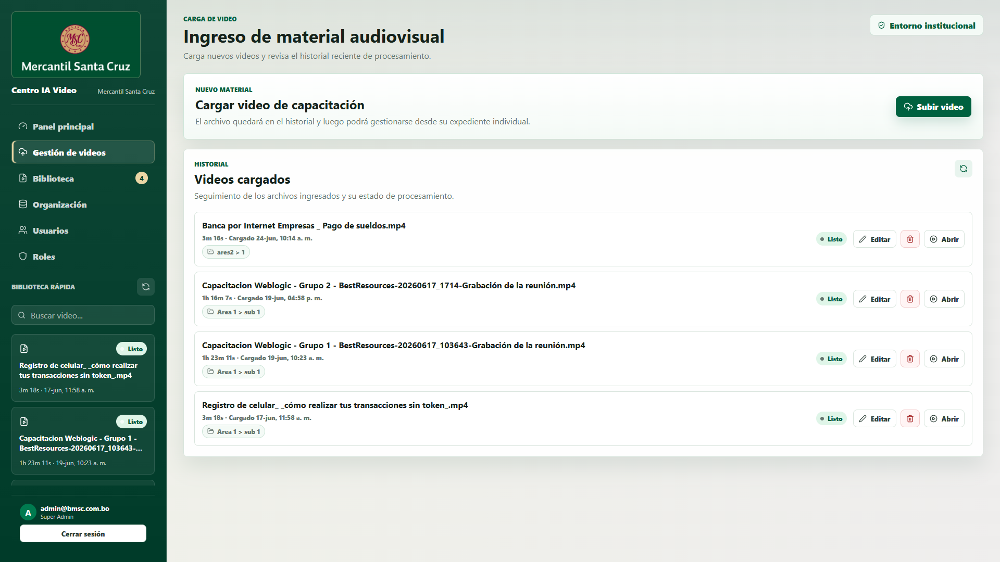 BOLIVIA
MSC
1905
Mercantil Santa Cruz
Centro IA Video
Mercantil Santa Cruz
Panel principal
Gestión de videos
Biblioteca
4
Organización
Usuarios
Roles
BIBLIOTECA RÁPIDA
Buscar video...
Listo
Registro de celular_ _cómo realizar
tus transacciones sin token_.mp4
3m 18s · 17-jun, 11:58 a. m.
Listo
Capacitacion Weblogic - Grupo 1 -
BestResources-20260617_103643-...
1h 23m 11s · 19-jun, 10:23 a. m.
A
admin@bmsc.com.bo
Super Admin
Cerrar sesión
CARGA DE VIDEO
Ingreso de material audiovisual
Carga nuevos videos y revisa el historial reciente de procesamiento.
Entorno institucional
NUEVO MATERIAL
Cargar video de capacitación
El archivo quedará en el historial y luego podrá gestionarse desde su expediente individual.
Subir video
HISTORIAL
Videos cargados
Seguimiento de los archivos ingresados y su estado de procesamiento.
Banca por Internet Empresas _ Pago de sueldos.mp4
3m 16s · Cargado 24-jun, 10:14 a. m.
ares2 > 1
Listo
Editar
Abrir
Capacitacion Weblogic - Grupo 2 - BestResources-20260617_1714-Grabación de la reunión.mp4
1h 16m 7s · Cargado 19-jun, 04:58 p. m.
Area 1 > sub 1
Listo
Editar
Abrir
Capacitacion Weblogic - Grupo 1 - BestResources-20260617_103643-Grabación de la reunión.mp4
1h 23m 11s · Cargado 19-jun, 10:23 a. m.
Area 1 > sub 1
Listo
Editar
Abrir
Registro de celular_ _cómo realizar tus transacciones sin token_.mp4
3m 18s · Cargado 17-jun, 11:58 a. m.
Area 1 > sub 1
Listo
Editar
Abrir